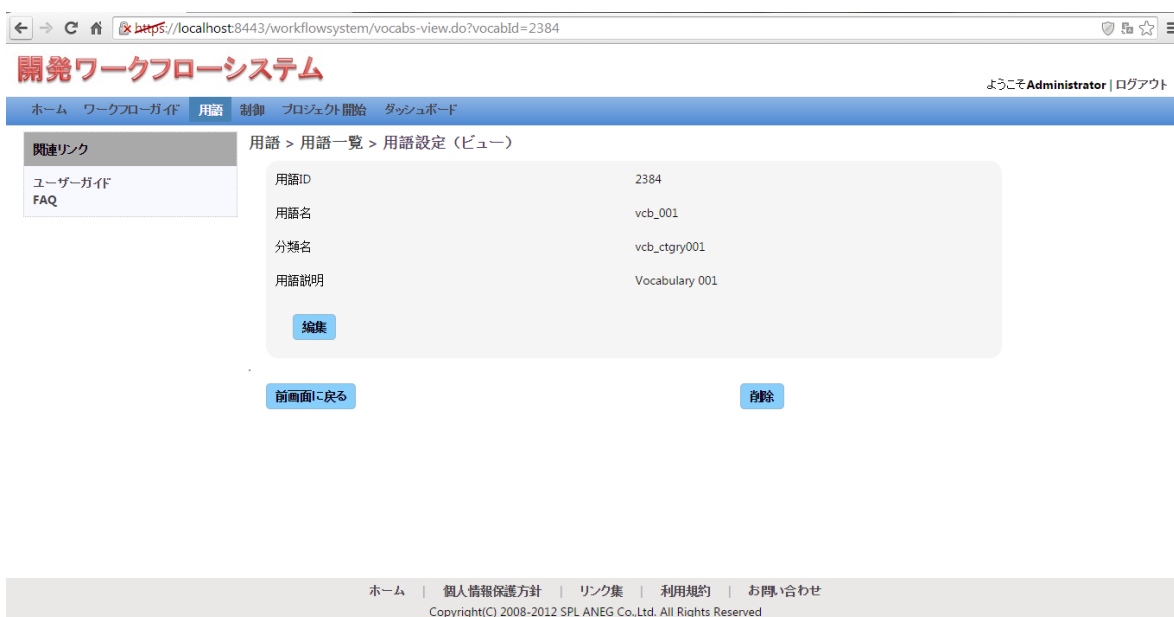 https://localhost:8443/workflowsystem/vocabs-view.do?vocabId=2384
開発ワークフローシステム
ようこそAdministrator | ログアウト
ホーム ワークフローガイド 用語 制御 プロジェクト開始 ダッシュボード
関連リンク
ユーザーガイド
FAQ
用語 > 用語一覧 > 用語設定（ビュー）
用語ID 2384
用語名 vcb_001
分類名 vcb_ctgry001
用語説明 Vocabulary 001
編集
前画面に戻る 削除
ホーム | 個人情報保護方針 | リンク集 | 利用規約 | お問い合わせ
Copyright(C) 2008-2012 SPL ANEG Co.,Ltd. All Rights Reserved